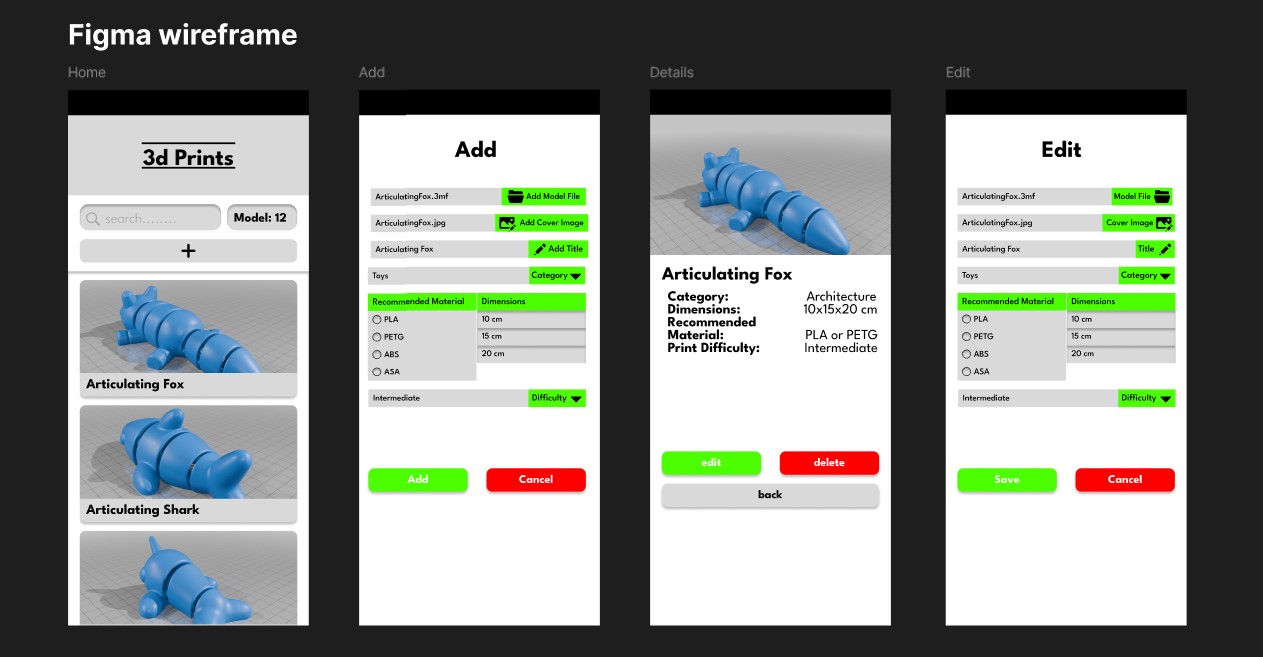 Figma wireframe
Home
3d Prints
search........
Model: 12
+
Articulating Fox
Articulating Shark
Add
Add
ArticulatingFox.3mf Add Model File
ArticulatingFox.jpg Add Cover Image
Articulating Fox Add Title
Toys Category
Recommended Material Dimensions
PLA 10 cm
PETG 15 cm
ABS 20 cm
ASA
Intermediate Difficulty
Add Cancel
Details
Articulating Fox
Category: Architecture
Dimensions: 10x15x20 cm
Recommended
Material: PLA or PETG
Print Difficulty: Intermediate
edit delete
back
Edit
Edit
ArticulatingFox.3mf Model File
ArticulatingFox.jpg Cover Image
Articulating Fox Title
Toys Category
Recommended Material Dimensions
PLA 10 cm
PETG 15 cm
ABS 20 cm
ASA
Intermediate Difficulty
Save Cancel